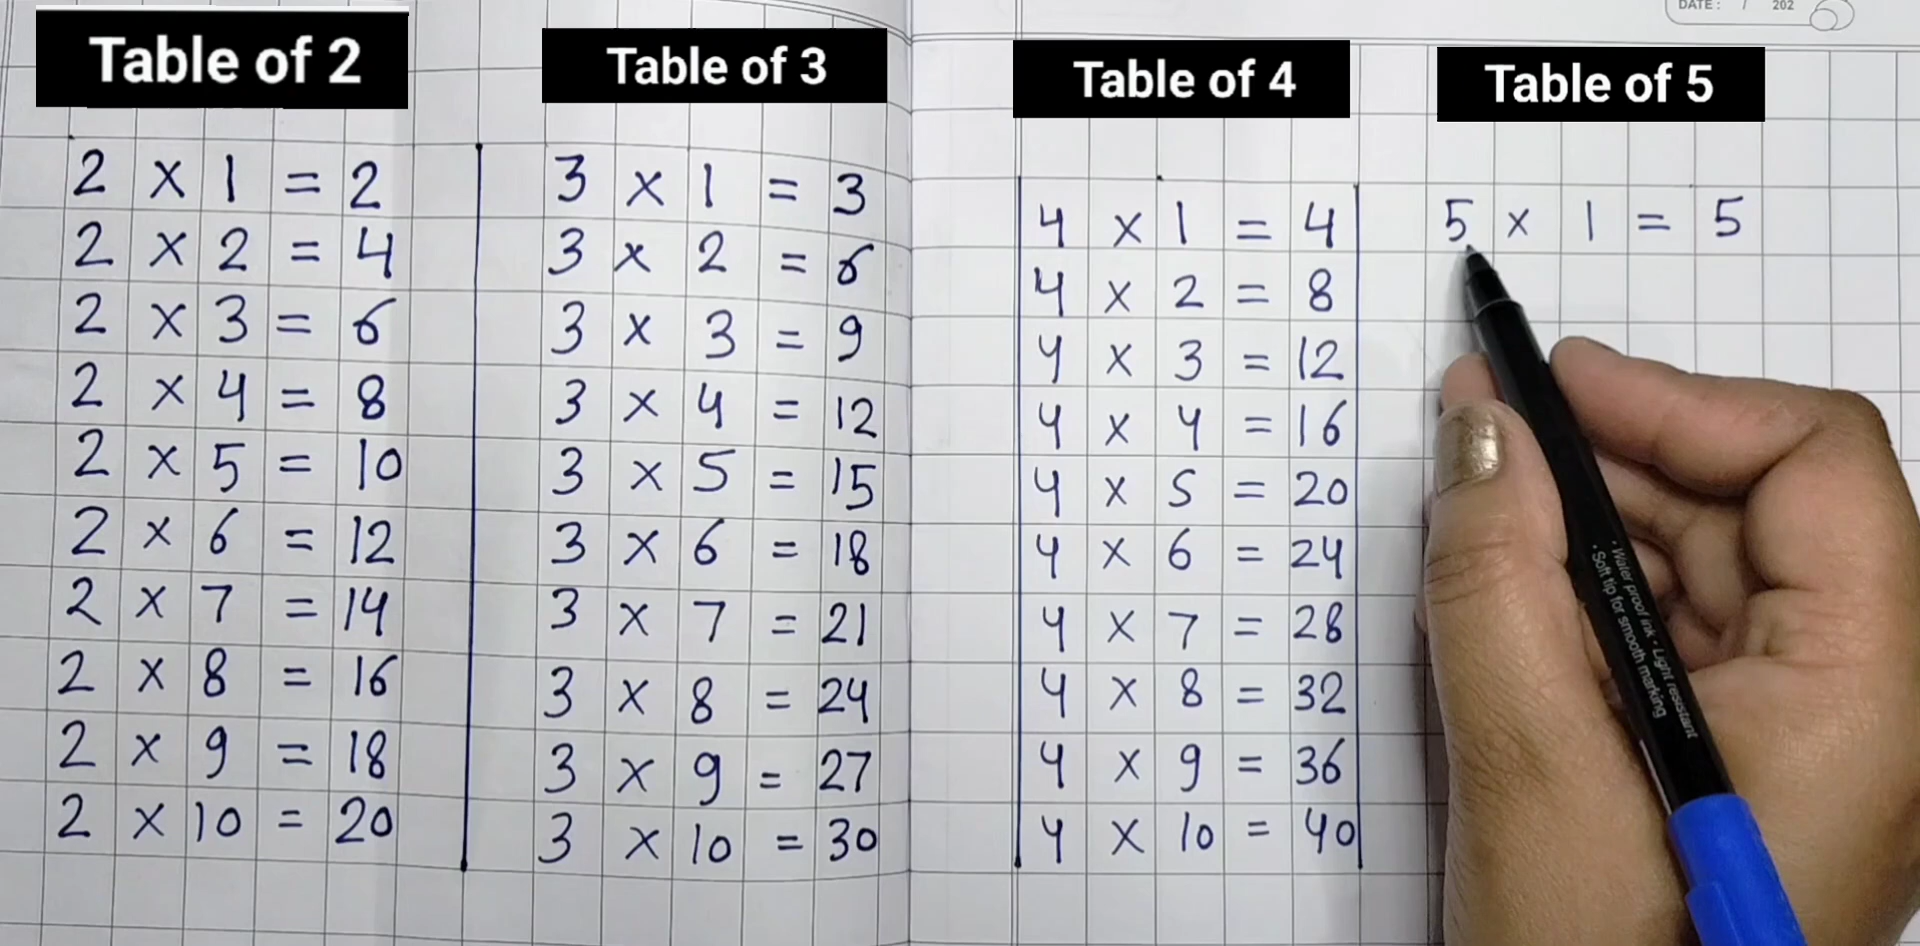 DATE: / 202
Table of 2
2 × 1 = 2
2 × 2 = 4
2 × 3 = 6
2 × 4 = 8
2 × 5 = 10
2 × 6 = 12
2 × 7 = 14
2 × 8 = 16
2 × 9 = 18
2 × 10 = 20
Table of 3
3 × 1 = 3
3 × 2 = 6
3 × 3 = 9
3 × 4 = 12
3 × 5 = 15
3 × 6 = 18
3 × 7 = 21
3 × 8 = 24
3 × 9 = 27
3 × 10 = 30
Table of 4
4 × 1 = 4
4 × 2 = 8
4 × 3 = 12
4 × 4 = 16
4 × 5 = 20
4 × 6 = 24
4 × 7 = 28
4 × 8 = 32
4 × 9 = 36
4 × 10 = 40
Table of 5
5 × 1 = 5
• Water proof ink • Light resistant
• Soft tip for smooth marking